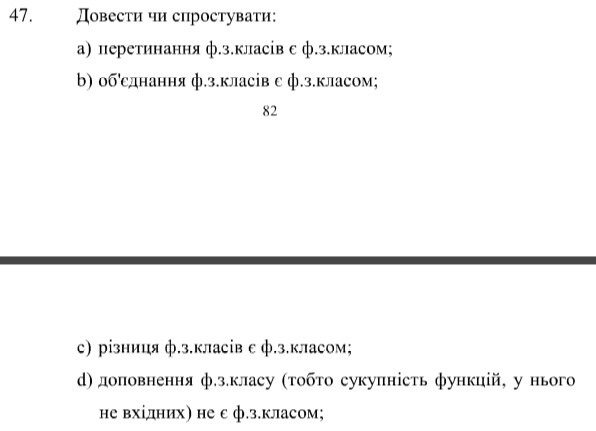 47. Довести чи спростувати:
a) перетинання ф.з.класів є ф.з.класом;
b) об'єднання ф.з.класів є ф.з.класом;
82
c) різниця ф.з.класів є ф.з.класом;
d) доповнення ф.з.класу (тобто сукупність функцій, у нього
не вхідних) не є ф.з.класом;